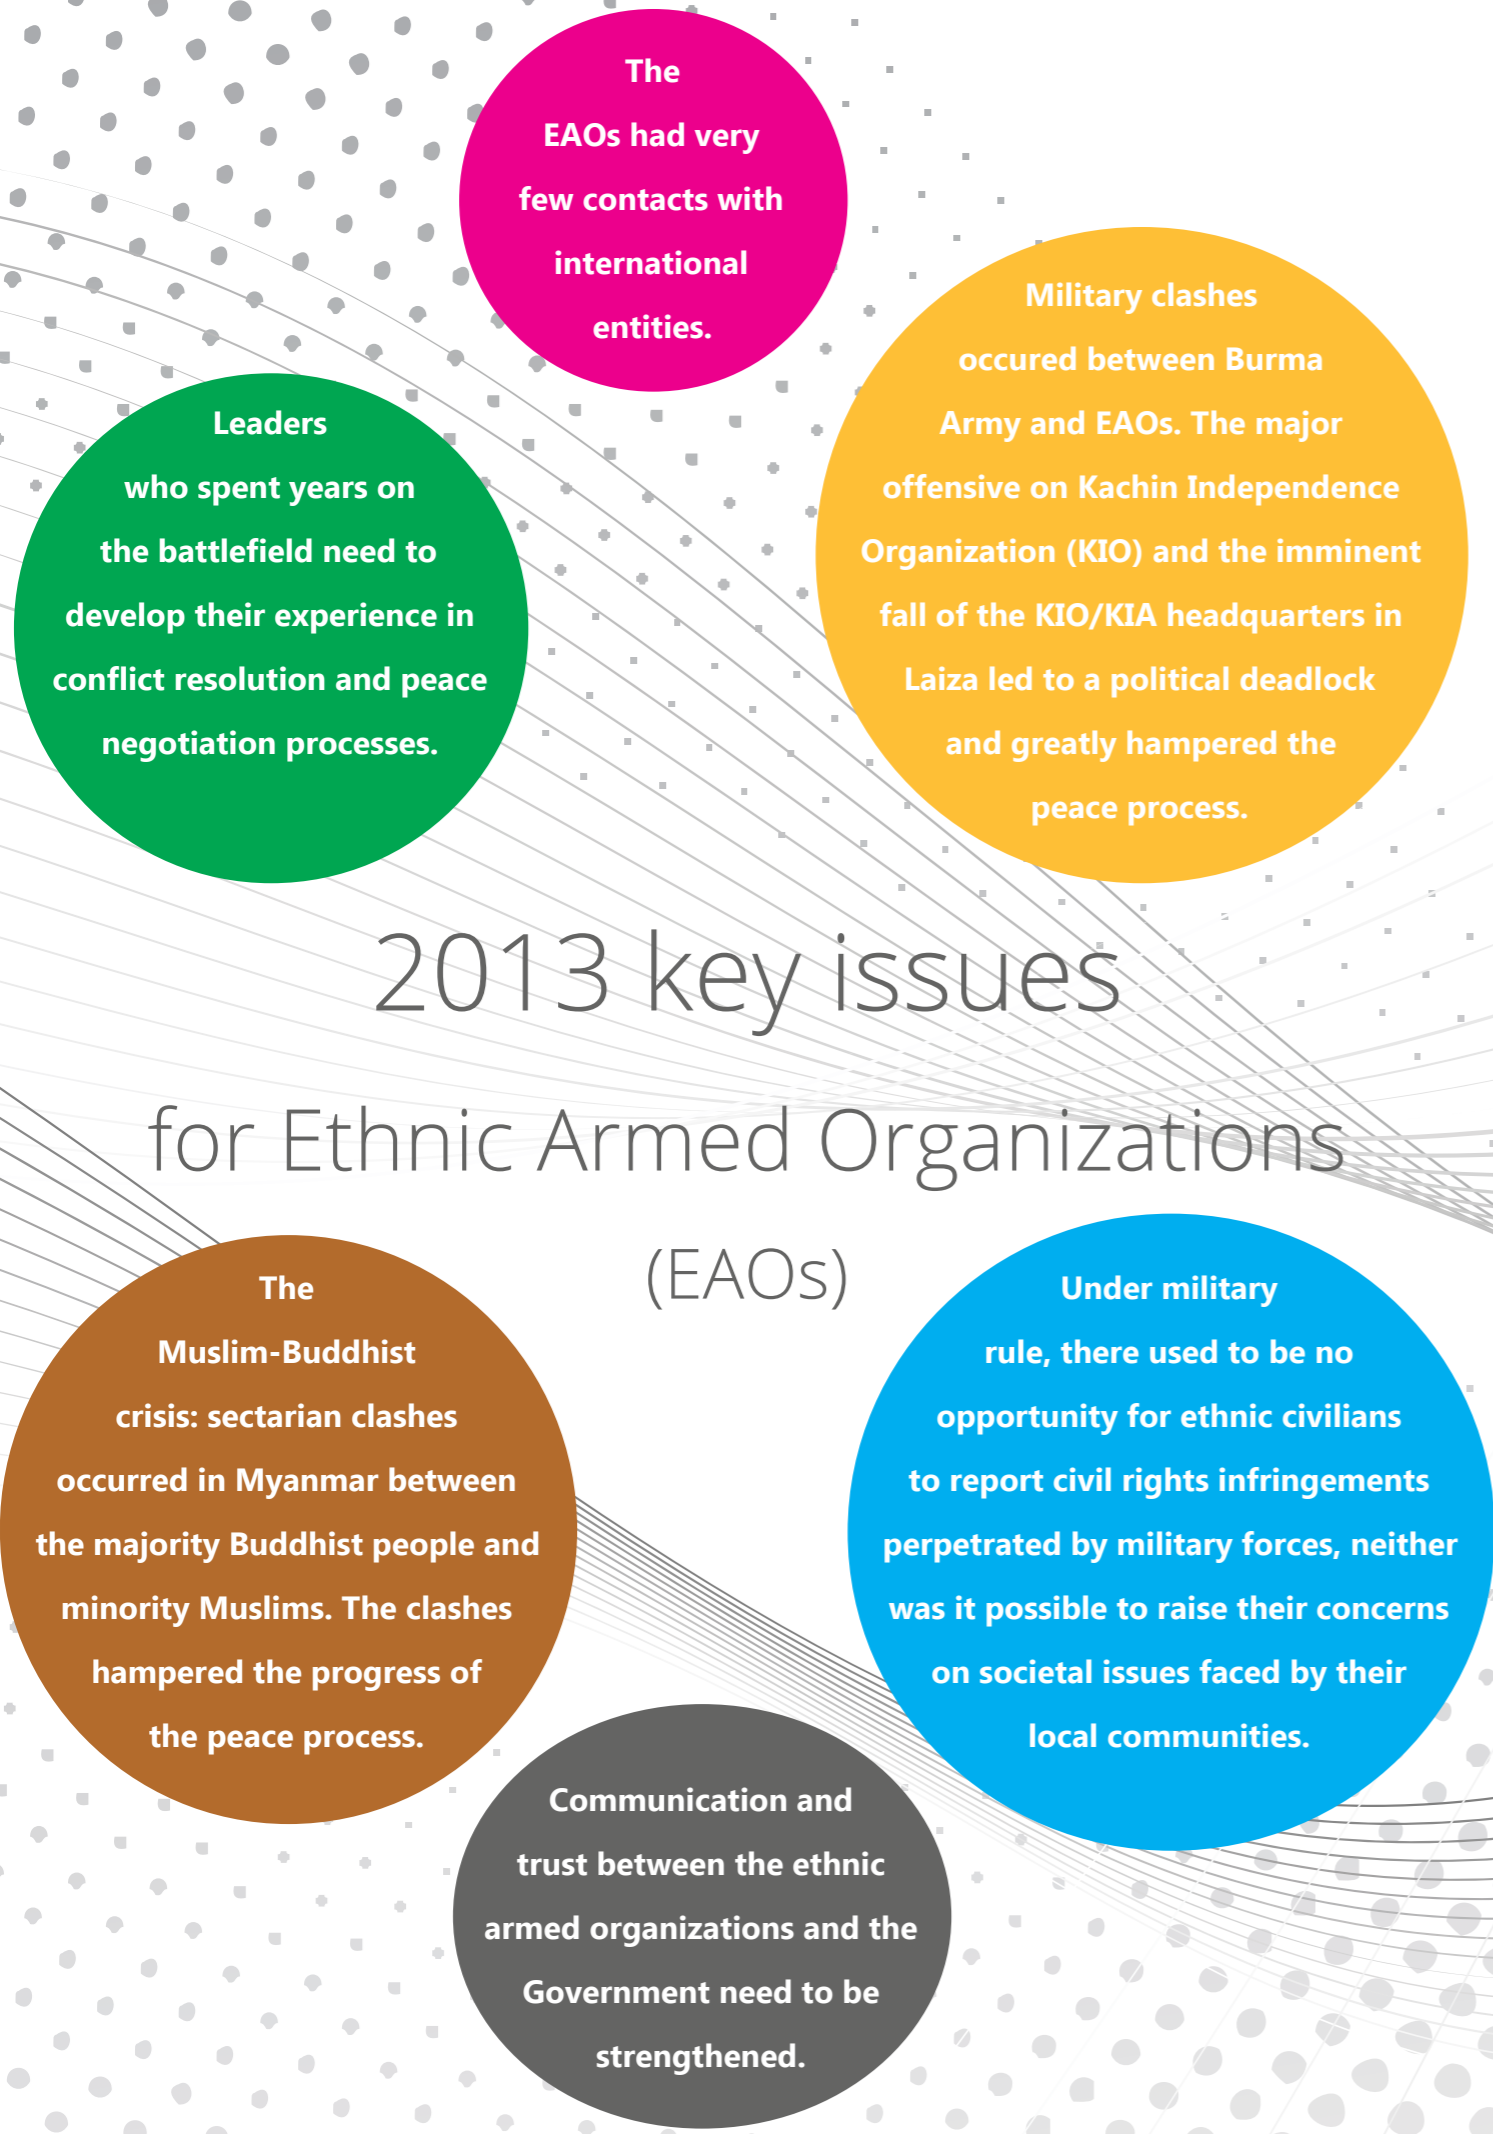 The
EAOs had very
few contacts with
international
entities.
Military clashes
occured between Burma
Army and EAOs. The major
offensive on Kachin Independence
Organization (KIO) and the imminent
fall of the KIO/KIA headquarters in
Laiza led to a political deadlock
and greatly hampered the
peace process.
Leaders
who spent years on
the battlefield need to
develop their experience in
conflict resolution and peace
negotiation processes.
2013 key issues
for Ethnic Armed Organizations
(EAOs)
The
Muslim-Buddhist
crisis: sectarian clashes
occurred in Myanmar between
the majority Buddhist people and
minority Muslims. The clashes
hampered the progress of
the peace process.
Under military
rule, there used to be no
opportunity for ethnic civilians
to report civil rights infringements
perpetrated by military forces, neither
was it possible to raise their concerns
on societal issues faced by their
local communities.
Communication and
trust between the ethnic
armed organizations and the
Government need to be
strengthened.